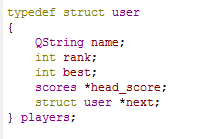 typedef struct user
{
    QString name;
    int rank;
    int best;
    scores *head_score;
    struct user *next;
} players;